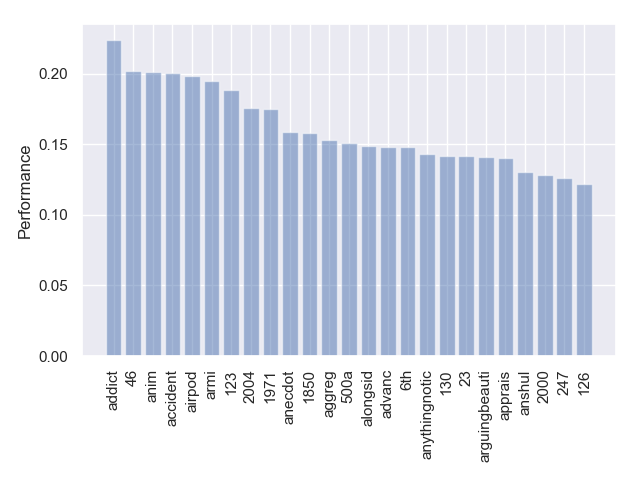 Performance
0.20
0.15
0.10
0.05
0.00
addict
46
anim
accident
airpod
armi
123
2004
1971
anecdot
1850
aggreg
500a
alongsid
advanc
6th
anythingnotic
130
23
arguingbeauti
apprais
anshul
2000
247
126